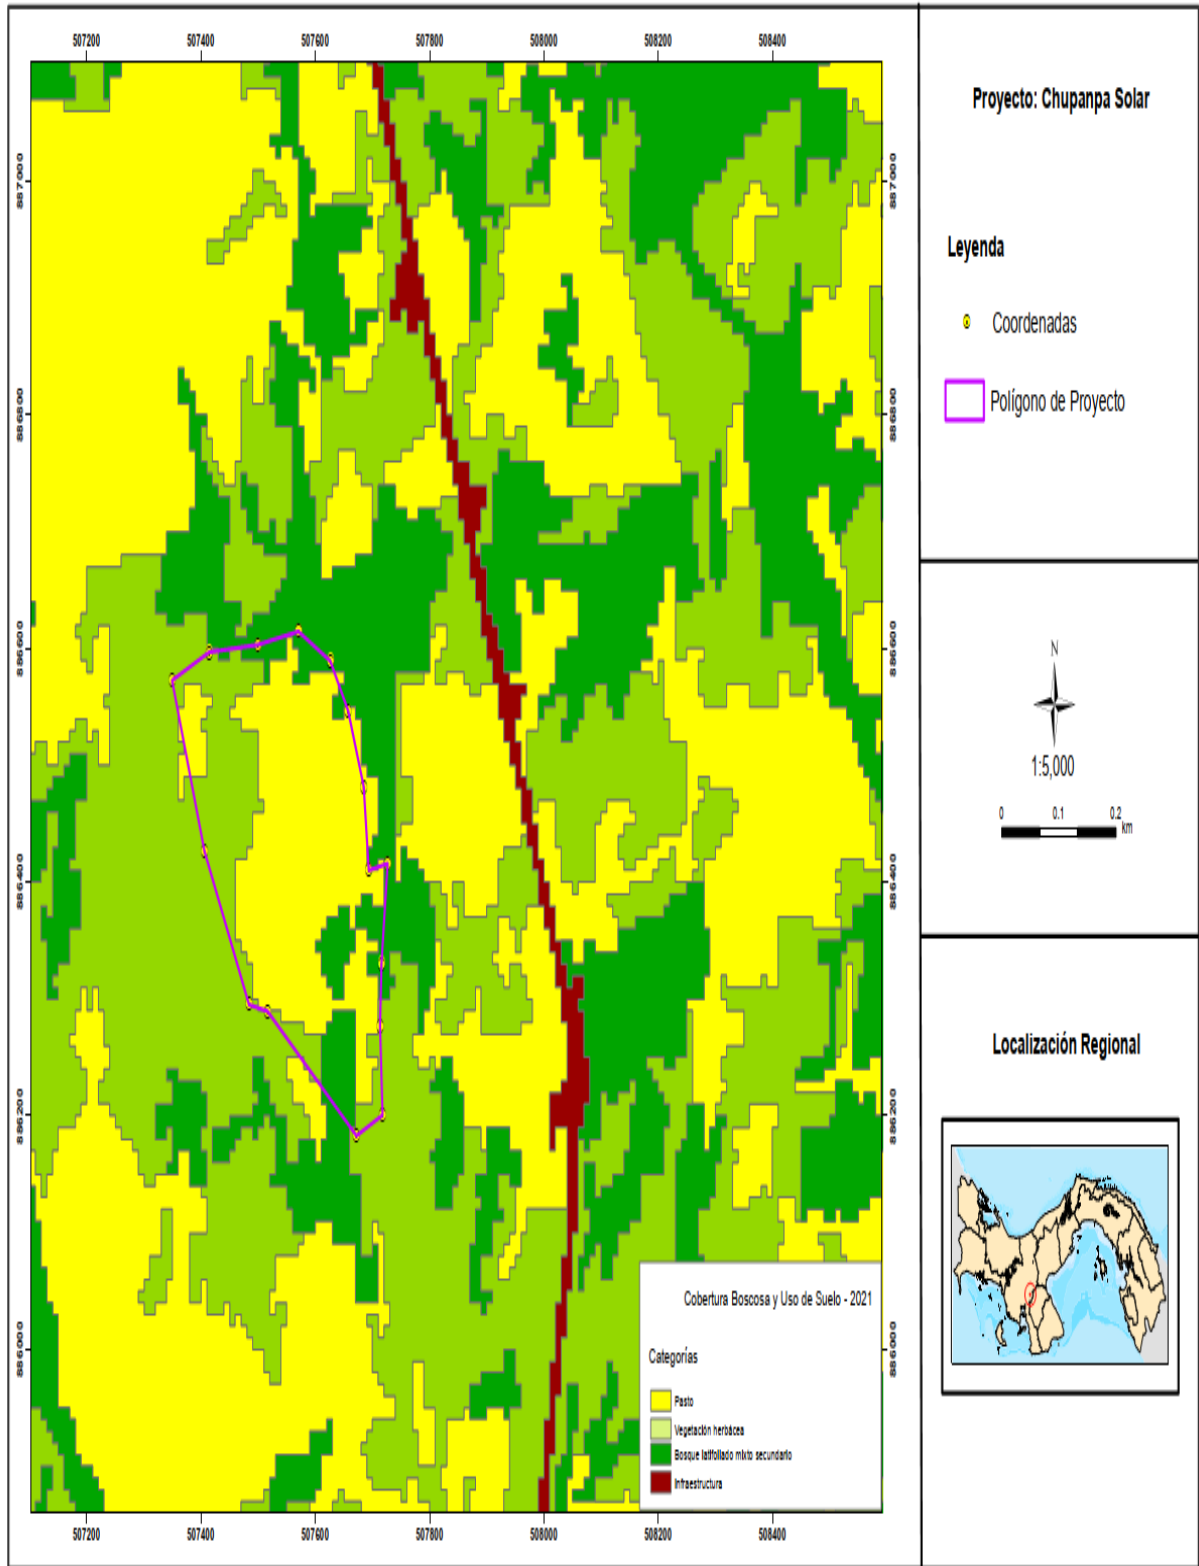 507200 507400 507600 507800 508000 508200 508400
887000
886800
886600
886400
886200
886000
887000
886800
886600
886400
886200
886000
507200 507400 507600 507800 508000 508200 508400
Cobertura Boscosa y Uso de Suelo - 2021
Categorías
Pasto
Vegetación herbácea
Bosque latifoliado mixto secundario
Infraestructura
Proyecto: Chupanpa Solar
Leyenda
Coordenadas
Polígono de Proyecto
N
1:5,000
0 0.1 0.2
km
Localización Regional